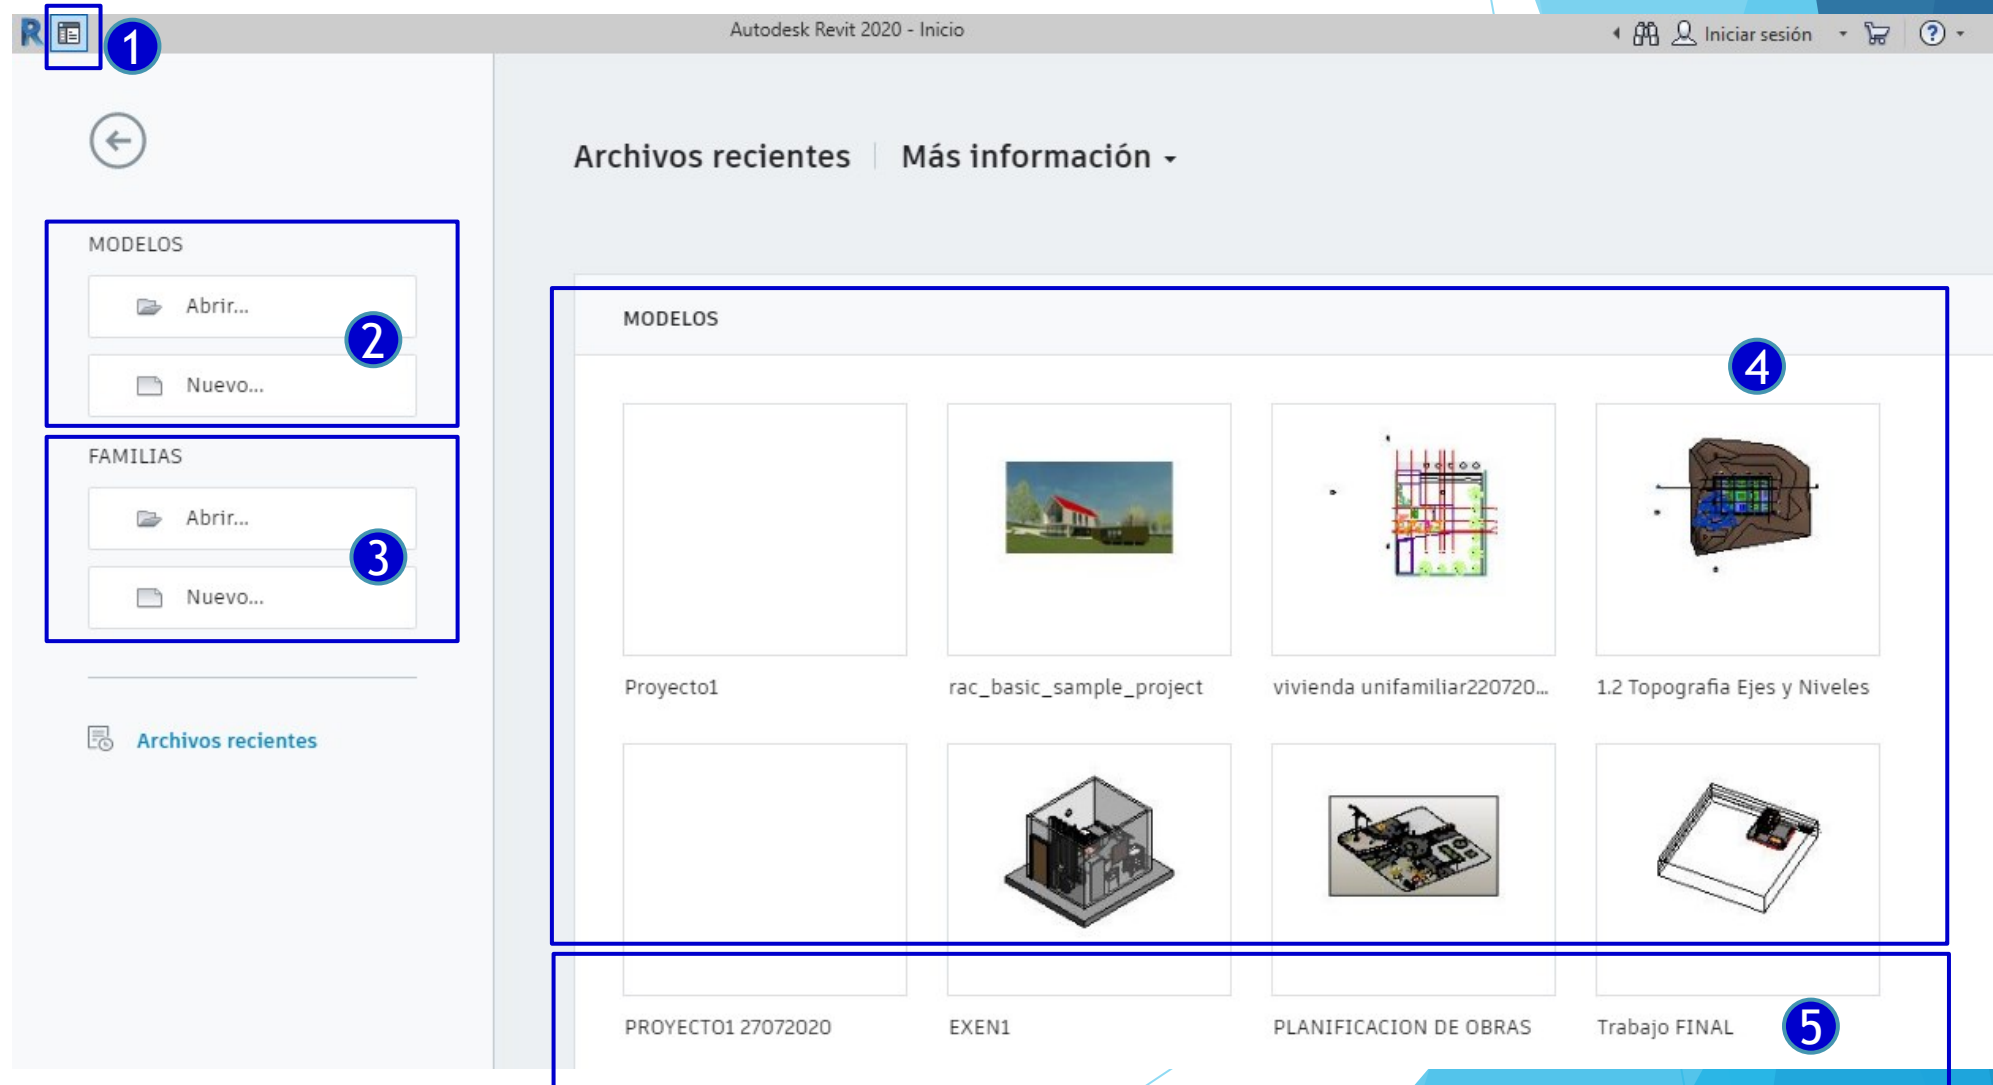 R
1
Autodesk Revit 2020 - Inicio
Iniciar sesión
?
Archivos recientes
Más información
MODELOS
Abrir...
2
Nuevo...
FAMILIAS
Abrir...
3
Nuevo...
Archivos recientes
MODELOS
4
Proyecto1
rac_basic_sample_project
vivienda unifamiliar220720...
1.2 Topografia Ejes y Niveles
PROYECTO1 27072020
EXEN1
PLANIFICACION DE OBRAS
Trabajo FINAL
5